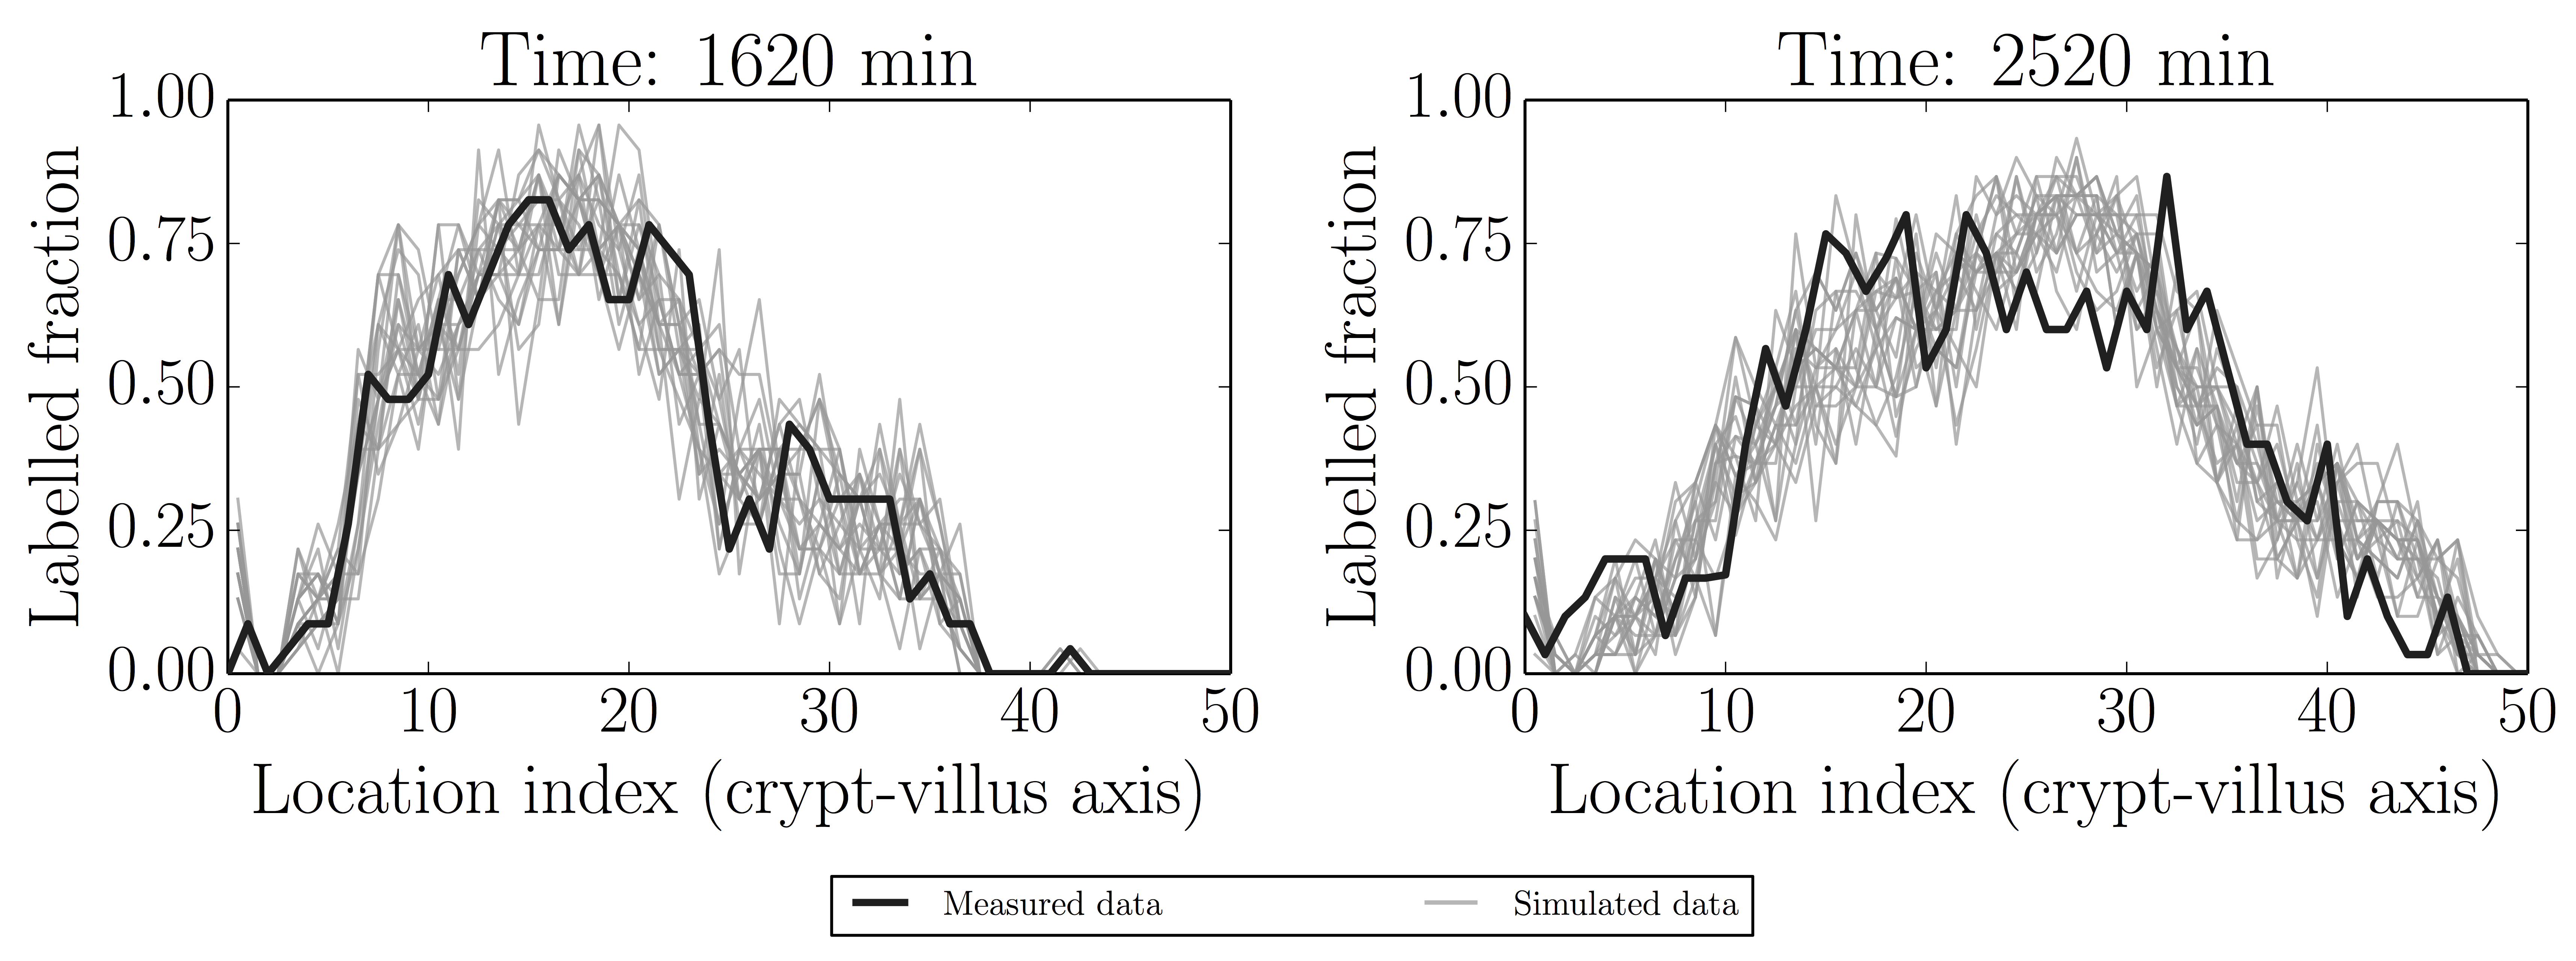 Time: 1620 min
1.00
0.75
0.50
0.25
0.00
Labelled fraction
0 10 20 30 40 50
Location index (crypt-villus axis)
Time: 2520 min
1.00
0.75
0.50
0.25
0.00
Labelled fraction
0 10 20 30 40 50
Location index (crypt-villus axis)
Measured data Simulated data